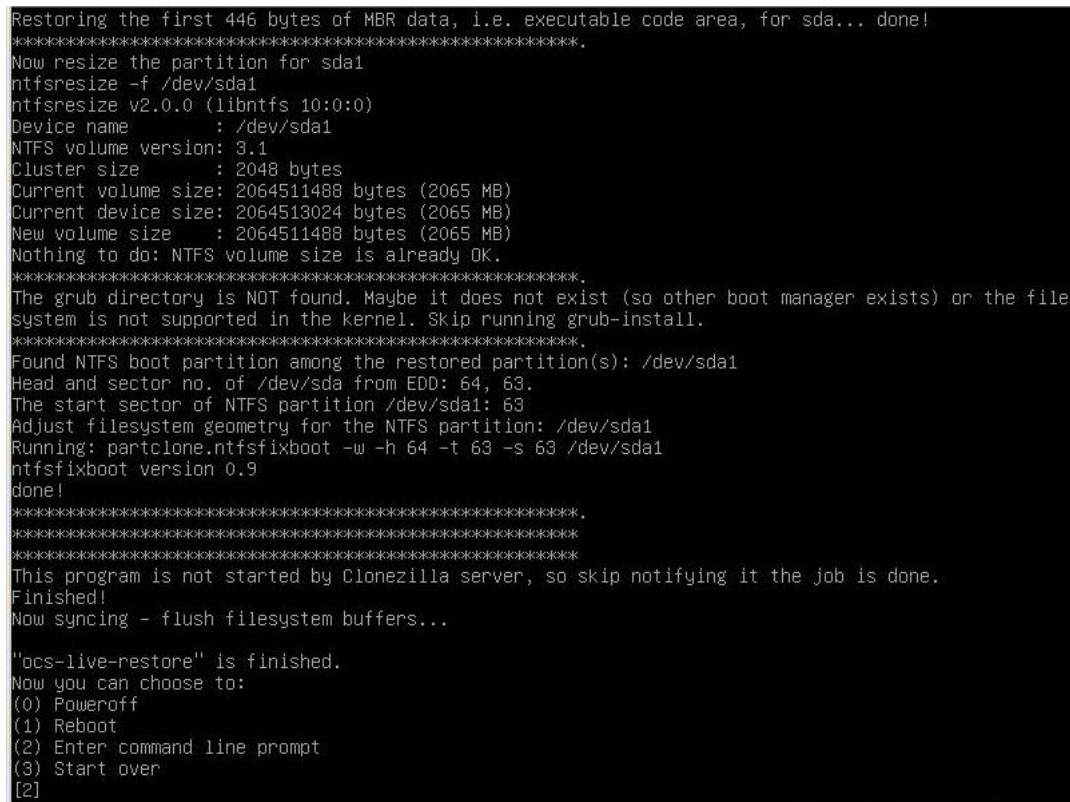 Restoring the first 446 bytes of MBR data, i.e. executable code area, for sda... done!
*****************************************************.
Now resize the partition for sda1
ntfsresize -f /dev/sda1
ntfsresize v2.0.0 (libntfs 10:0:0)
Device name        : /dev/sda1
NTFS volume version: 3.1
Cluster size       : 2048 bytes
Current volume size: 2064511488 bytes (2065 MB)
Current device size: 2064513024 bytes (2065 MB)
New volume size    : 2064511488 bytes (2065 MB)
Nothing to do: NTFS volume size is already OK.
*****************************************************.
The grub directory is NOT found. Maybe it does not exist (so other boot manager exists) or the file
system is not supported in the kernel. Skip running grub-install.
*****************************************************.
Found NTFS boot partition among the restored partition(s): /dev/sda1
Head and sector no. of /dev/sda from EDD: 64, 63.
The start sector of NTFS partition /dev/sda1: 63
Adjust filesystem geometry for the NTFS partition: /dev/sda1
Running: partclone.ntfsfixboot -w -h 64 -t 63 -s 63 /dev/sda1
ntfsfixboot version 0.9
done!
*****************************************************.
*****************************************************
*****************************************************
This program is not started by Clonezilla server, so skip notifying it the job is done.
Finished!
Now syncing - flush filesystem buffers...
"ocs-live-restore" is finished.
Now you can choose to:
(0) Poweroff
(1) Reboot
(2) Enter command line prompt
(3) Start over
[2]